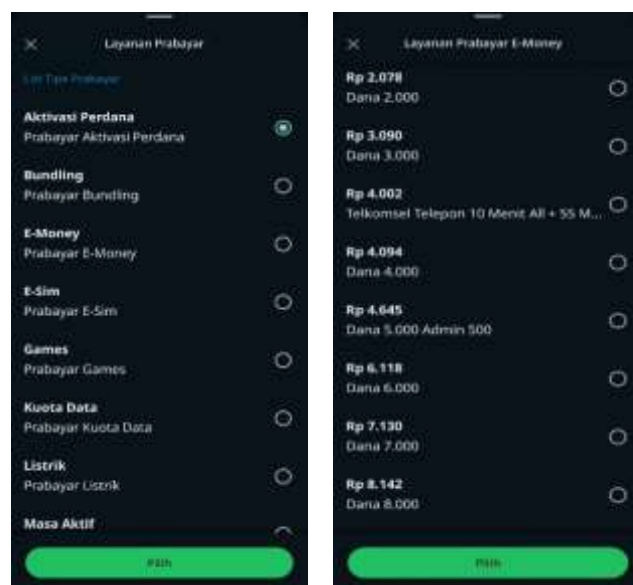 Layanan Prabayar
List Tipe Prabayar
Aktivasi Perdana
Prabayar Aktivasi Perdana
Bundling
Prabayar Bundling
E-Money
Prabayar E-Money
E-Sim
Prabayar E-Sim
Games
Prabayar Games
Kuota Data
Prabayar Kuota Data
Listrik
Prabayar Listrik
Masa Aktif
Pilih
Layanan Prabayar E-Money
Rp 2.078
Dana 2.000
Rp 3.090
Dana 3.000
Rp 4.002
Telkomsel Telepon 10 Menit All + 55 M...
Rp 4.094
Dana 4.000
Rp 4.645
Dana 5.000 Admin 500
Rp 6.118
Dana 6.000
Rp 7.130
Dana 7.000
Rp 8.142
Dana 8.000
Pilih